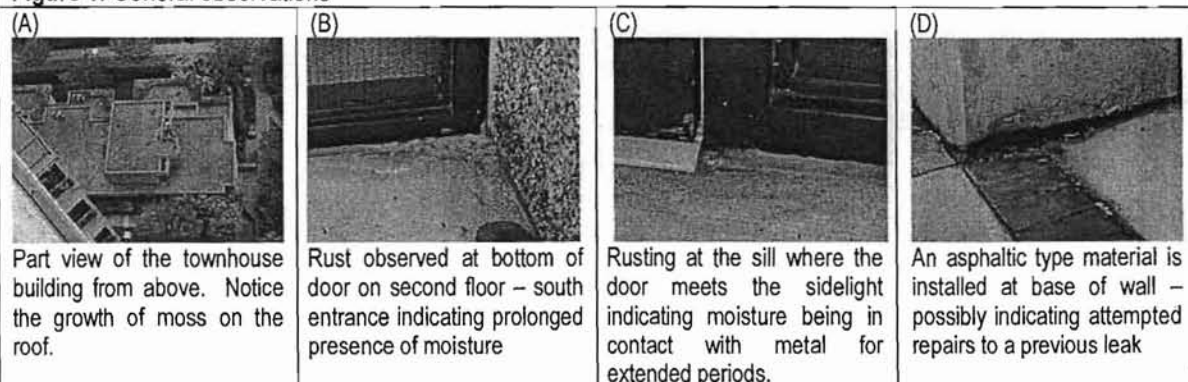 (A)
Part view of the townhouse
building from above. Notice
the growth of moss on the
roof.
(B)
Rust observed at bottom of
door on second floor – south
entrance indicating prolonged
presence of moisture
(C)
Rusting at the sill where the
door meets the sidelight
indicating moisture being in
contact with metal for
extended periods.
(D)
An asphaltic type material is
installed at base of wall –
possibly indicating attempted
repairs to a previous leak